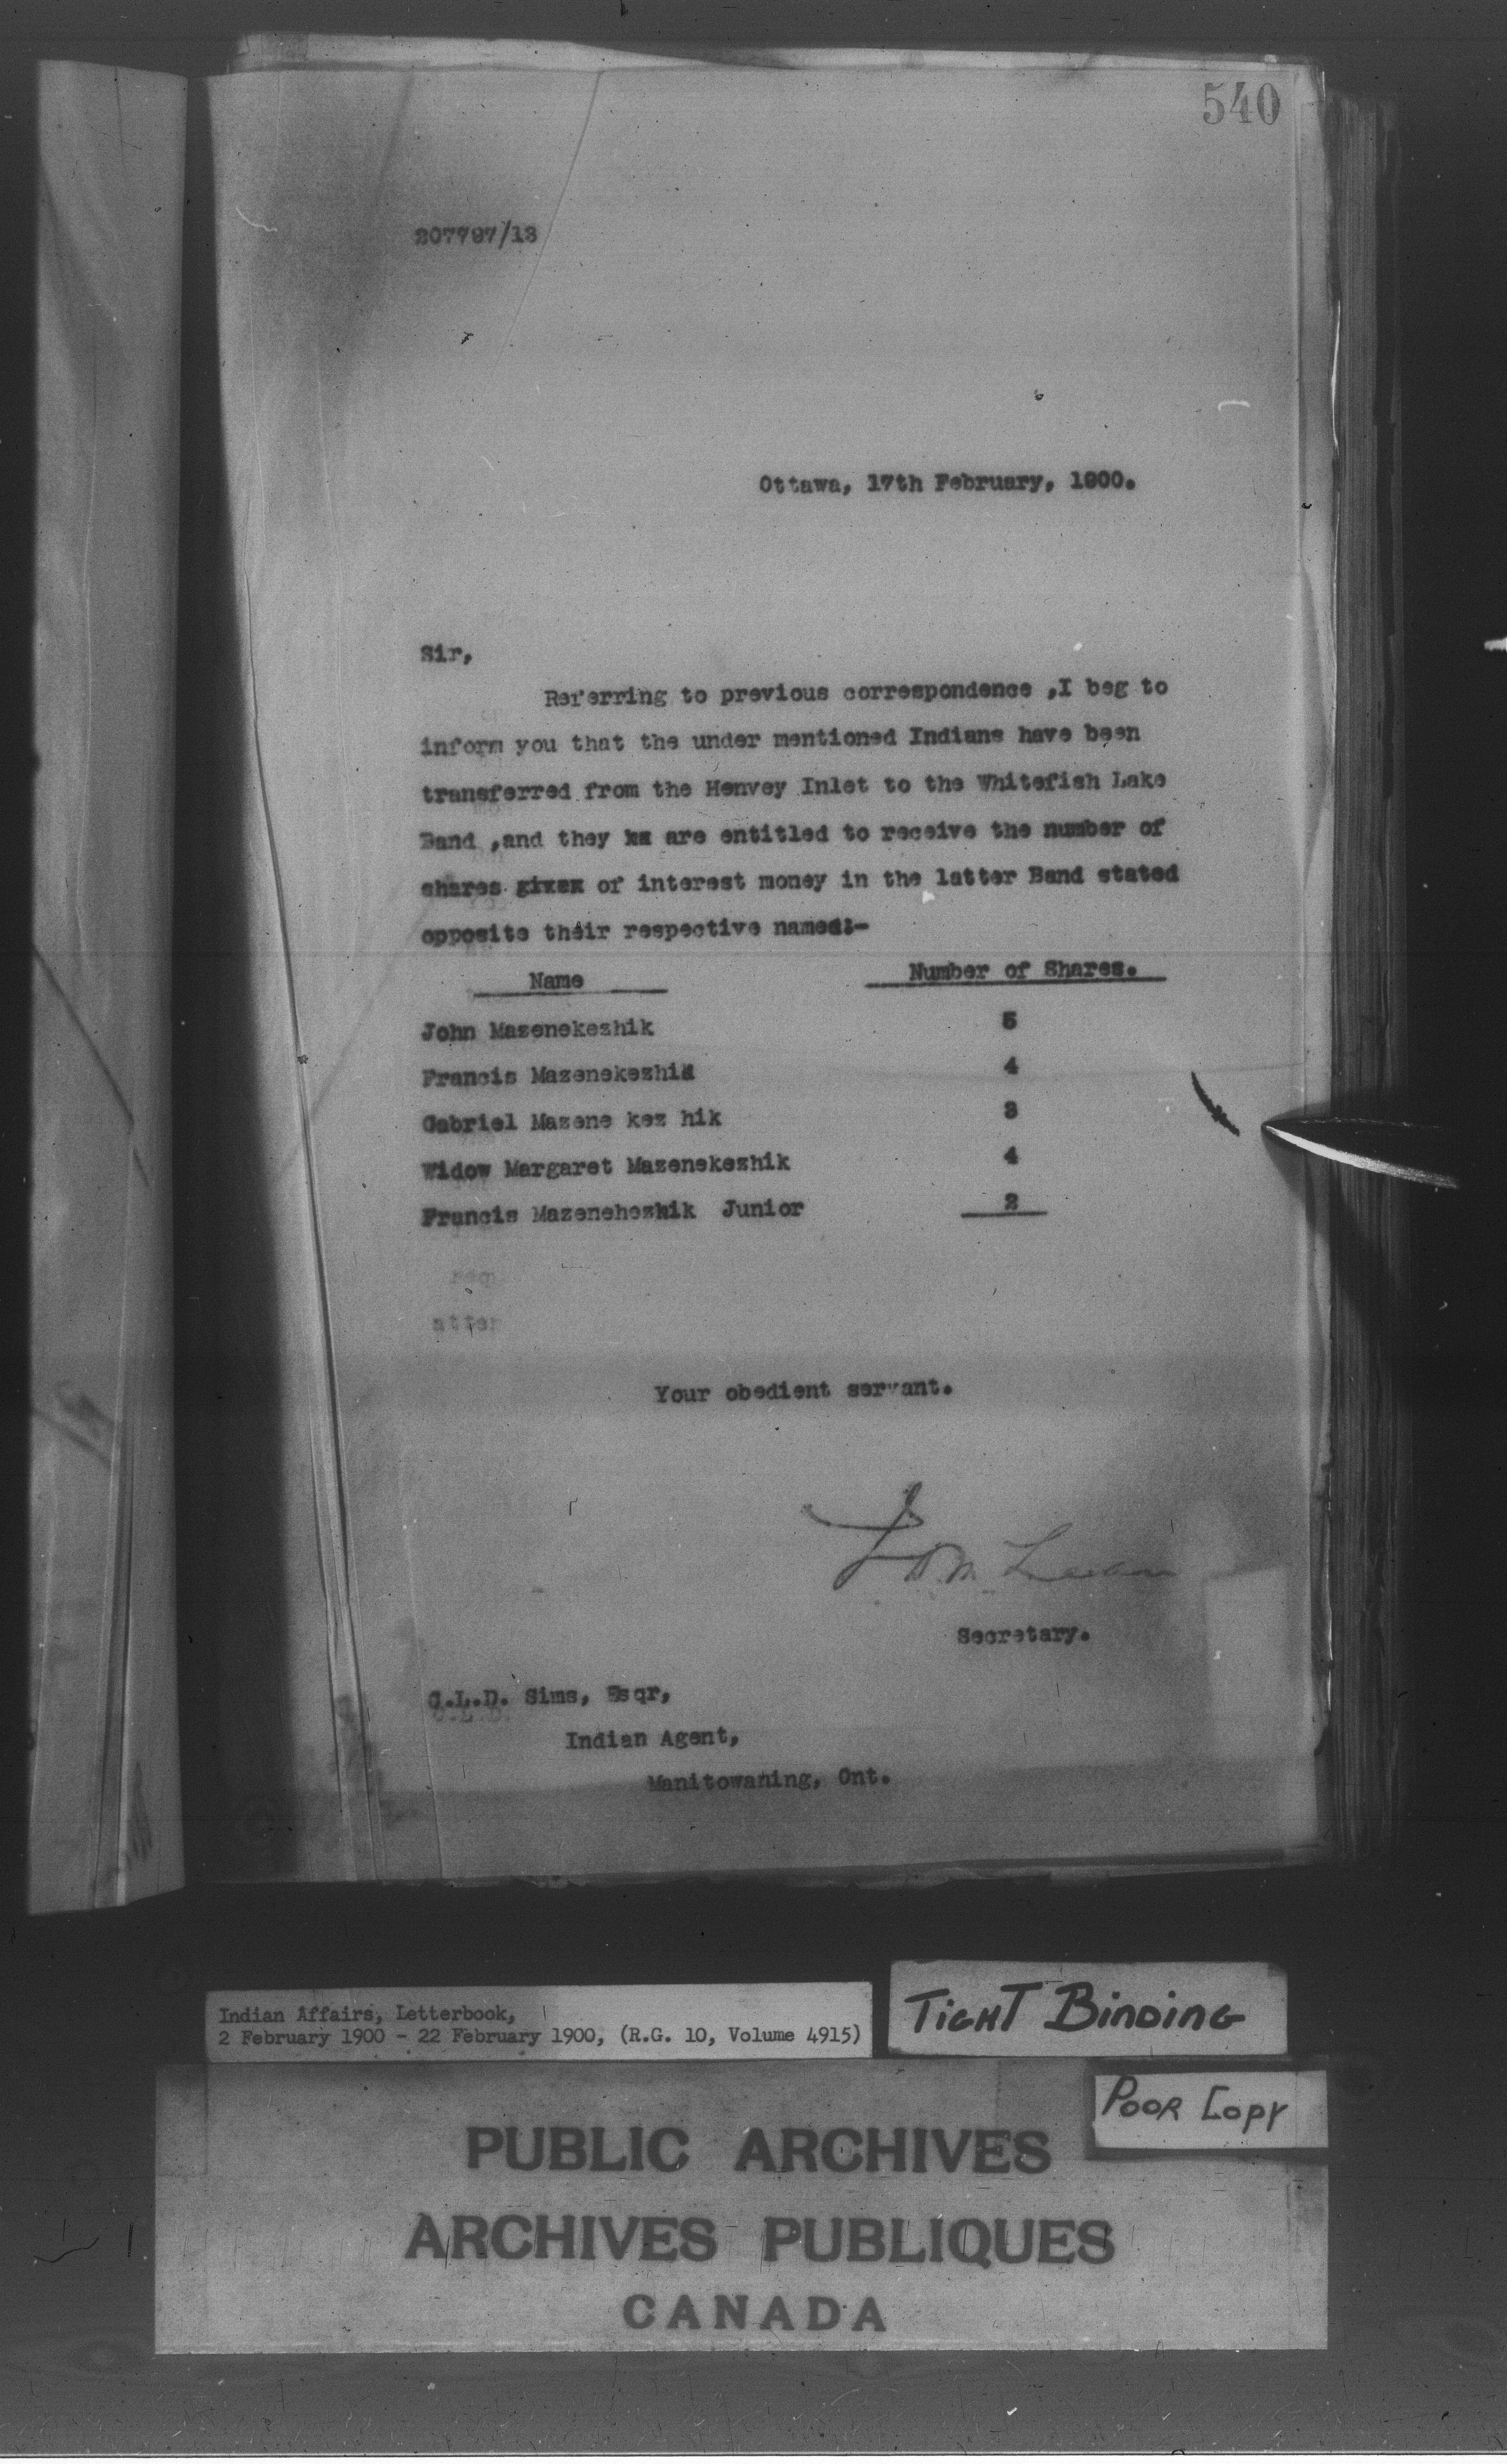 540
207797/13
Ottawa, 17th February, 1900.
Sir,
Referring to previous correspondence ,I beg to
inform you that the under mentioned Indians have been
transferred from the Henvey Inlet to the Whitefish Lake
Band ,and they are entitled to receive the number of
shares of interest money in the latter Band stated
opposite their respective named:-
Name Number of Shares.
John Mazenekezhik 5
Francis Mazenekezhik 4
Gabriel Mazene kez hik 3
Widow Margaret Mazenekezhik 4
Francis Mazenehezhik Junior 2
req
atten
Your obedient servant.
J D McLean
Secretary.
C.L.D. Sims, Esqr,
Indian Agent,
Manitowaning, Ont.
Indian Affairs, Letterbook,
2 February 1900 - 22 February 1900, (R.G. 10, Volume 4915)
TIGHT BINDING
POOR COPY
PUBLIC ARCHIVES
ARCHIVES PUBLIQUES
CANADA